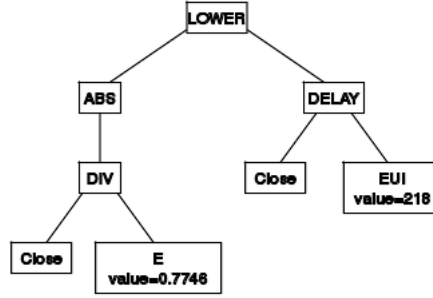 LOWER
ABS
DELAY
DIV
Close
EUI
value=218
Close
E
value=0.7746